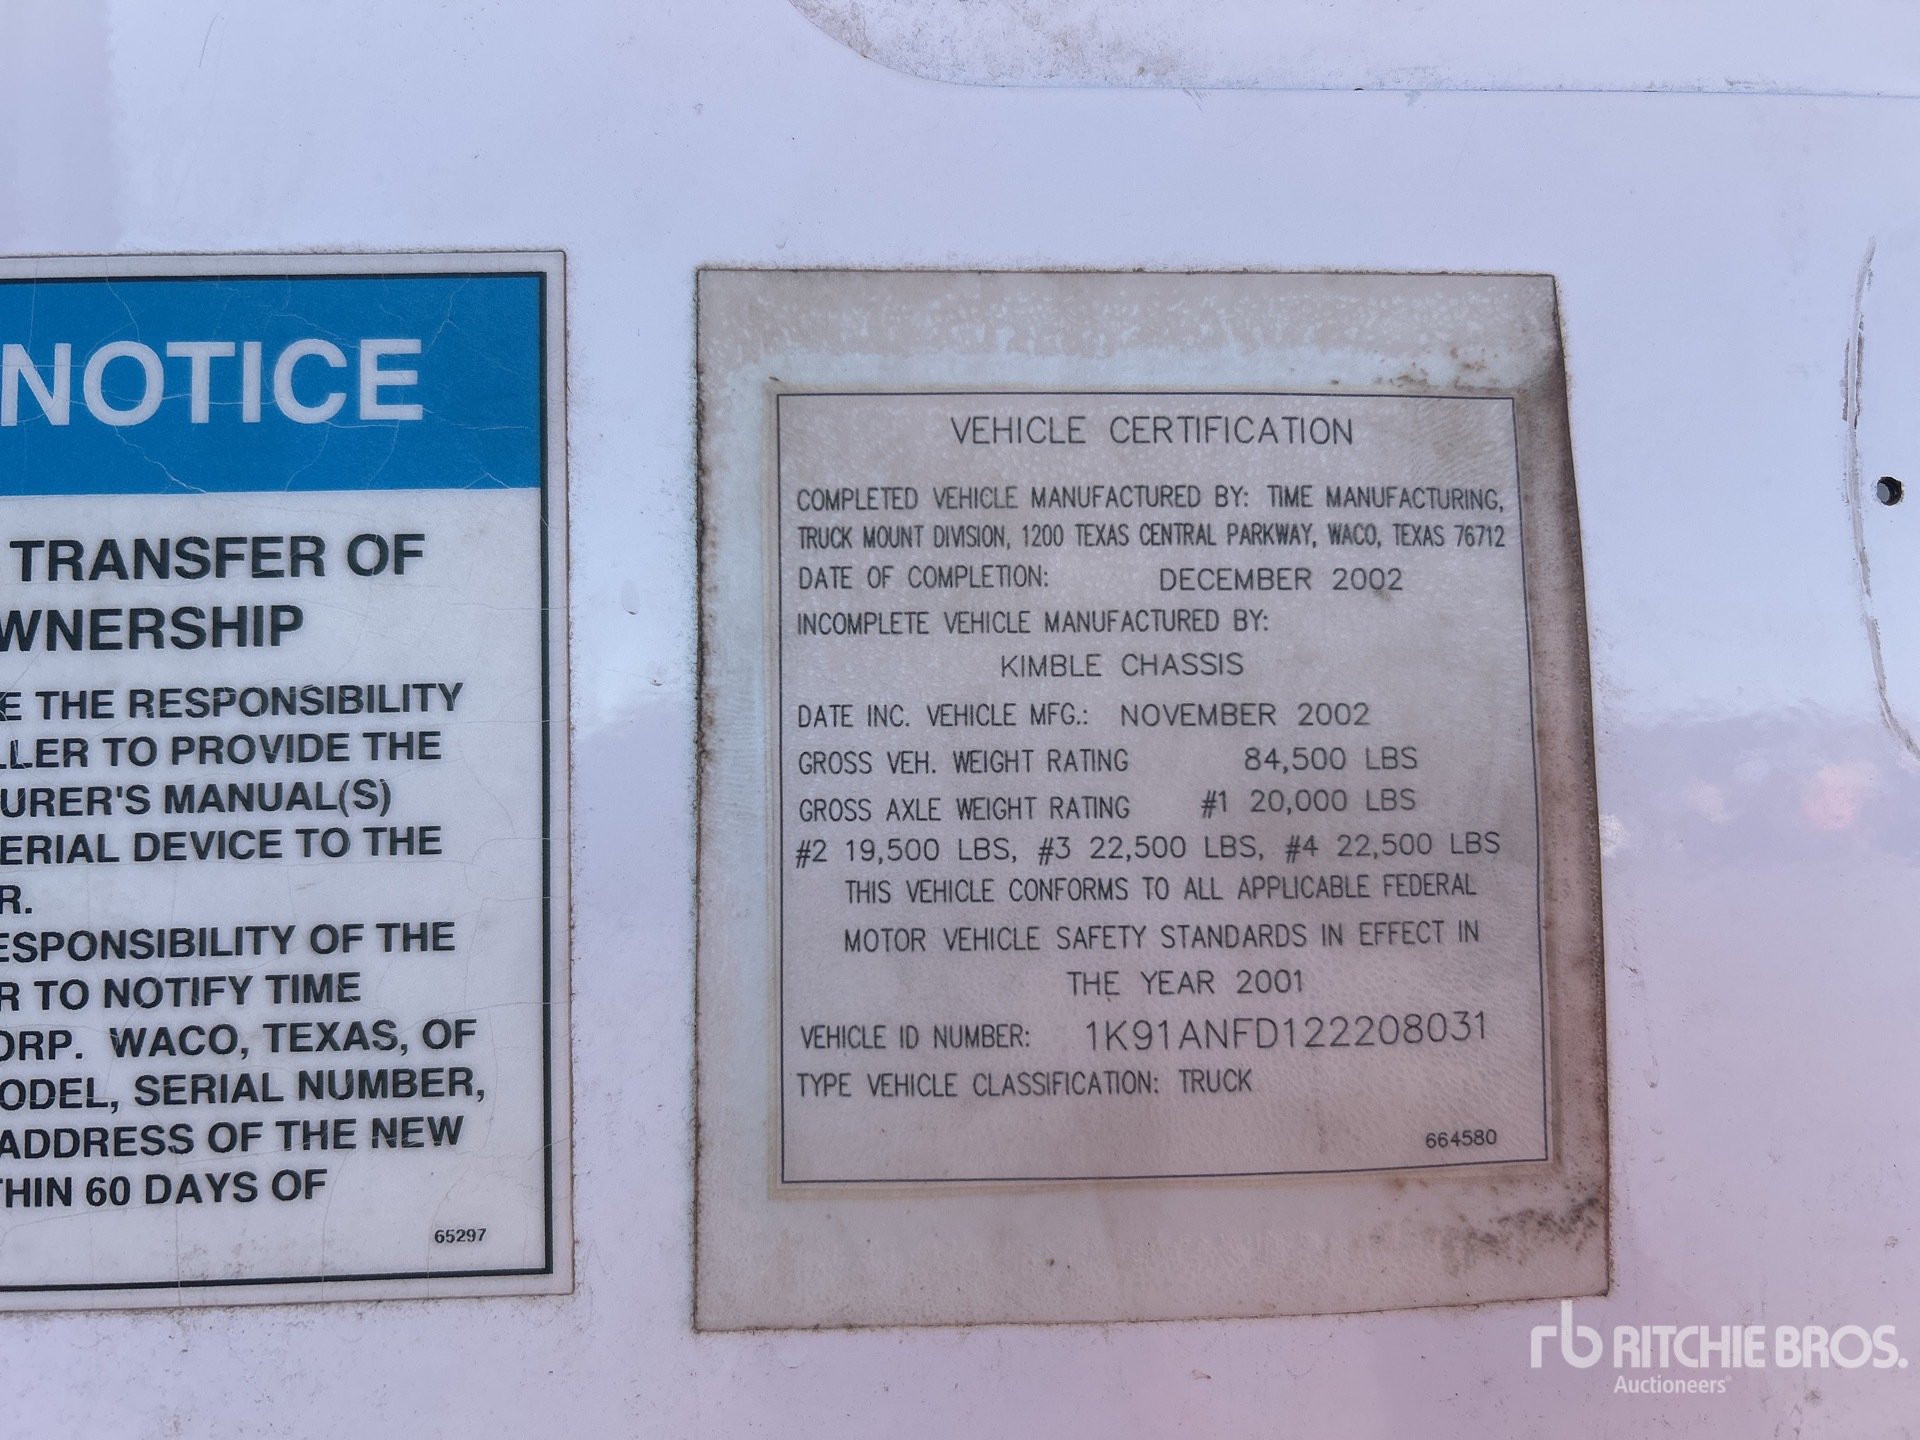 NOTICE
TRANSFER OF
WNERSHIP
E THE RESPONSIBILITY
LLER TO PROVIDE THE
URER'S MANUAL(S)
ERIAL DEVICE TO THE
R.
ESPONSIBILITY OF THE
R TO NOTIFY TIME
ORP. WACO, TEXAS, OF
ODEL, SERIAL NUMBER,
ADDRESS OF THE NEW
THIN 60 DAYS OF
65297
VEHICLE CERTIFICATION
COMPLETED VEHICLE MANUFACTURED BY: TIME MANUFACTURING,
TRUCK MOUNT DIVISION, 1200 TEXAS CENTRAL PARKWAY, WACO, TEXAS 76712
DATE OF COMPLETION: DECEMBER 2002
INCOMPLETE VEHICLE MANUFACTURED BY:
KIMBLE CHASSIS
DATE INC. VEHICLE MFG.: NOVEMBER 2002
GROSS VEH. WEIGHT RATING 84,500 LBS
GROSS AXLE WEIGHT RATING #1 20,000 LBS
#2 19,500 LBS, #3 22,500 LBS, #4 22,500 LBS
THIS VEHICLE CONFORMS TO ALL APPLICABLE FEDERAL
MOTOR VEHICLE SAFETY STANDARDS IN EFFECT IN
THE YEAR 2001
VEHICLE ID NUMBER: 1K91ANFD122208031
TYPE VEHICLE CLASSIFICATION: TRUCK
664580
rb RITCHIE BROS.
Auctioneers